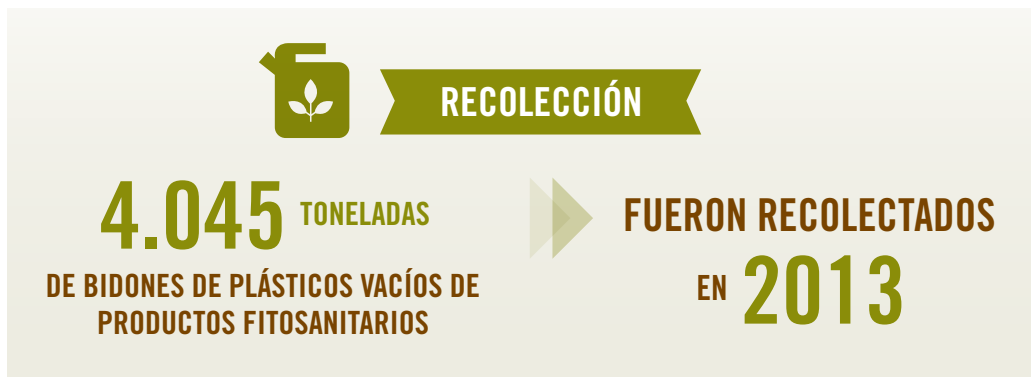 RECOLECCIÓN
4.045 TONELADAS
DE BIDONES DE PLÁSTICOS VACÍOS DE
PRODUCTOS FITOSANITARIOS
FUERON RECOLECTADOS
EN 2013